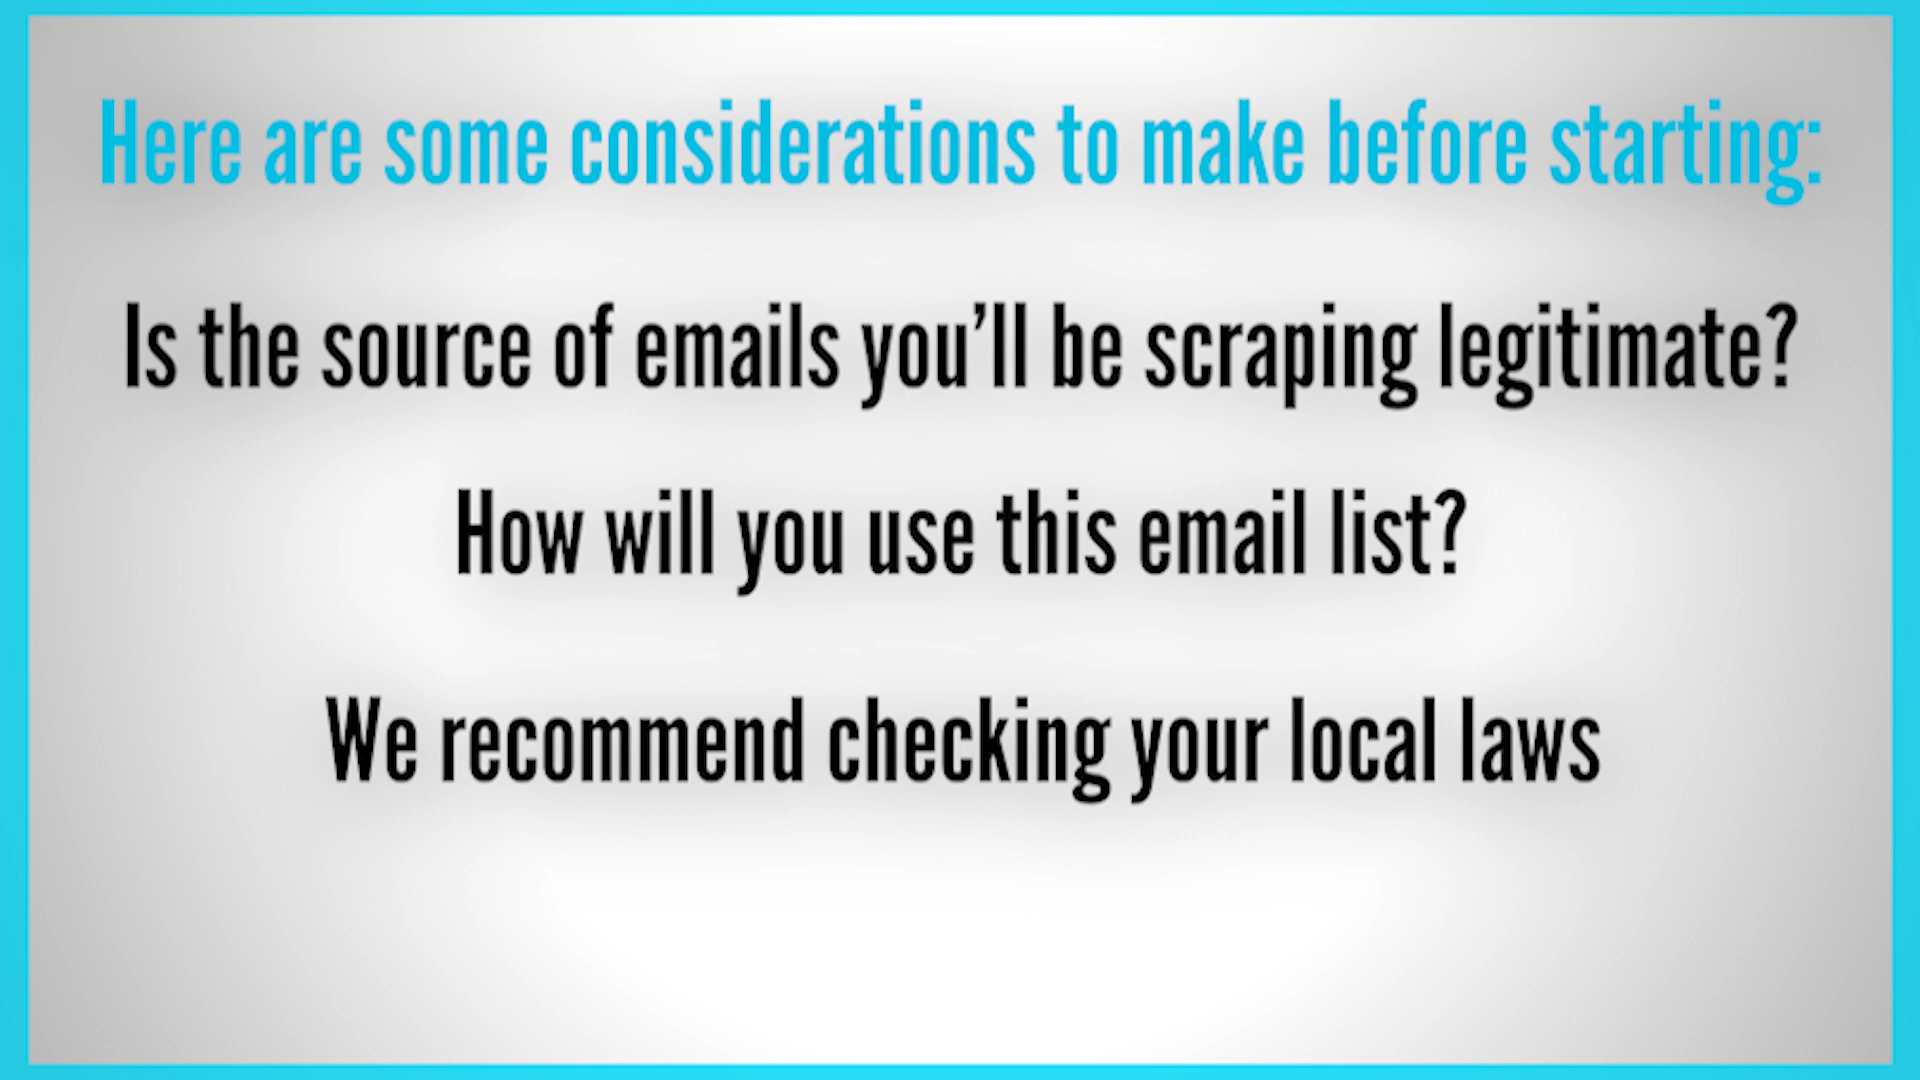 Here are some considerations to make before starting:
Is the source of emails you’ll be scraping legitimate?
How will you use this email list?
We recommend checking your local laws